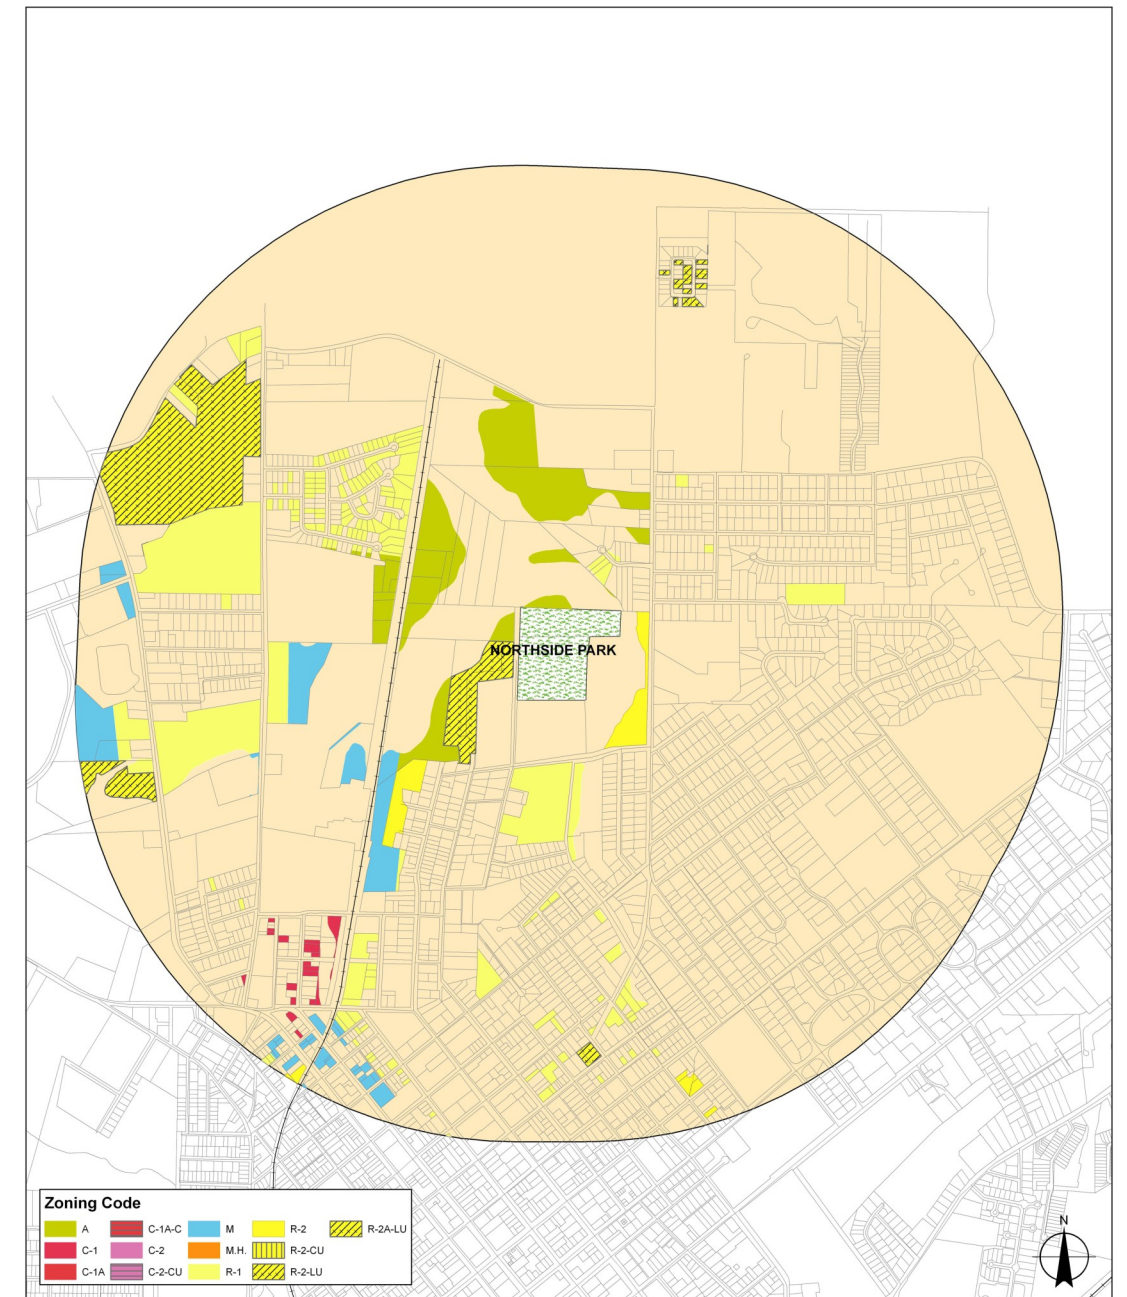 NORTHSIDE PARK
Zoning Code
A C-1A-C M R-2 R-2A-LU
C-1 C-2 M.H. R-2-CU
C-1A C-2-CU R-1 R-2-LU
N